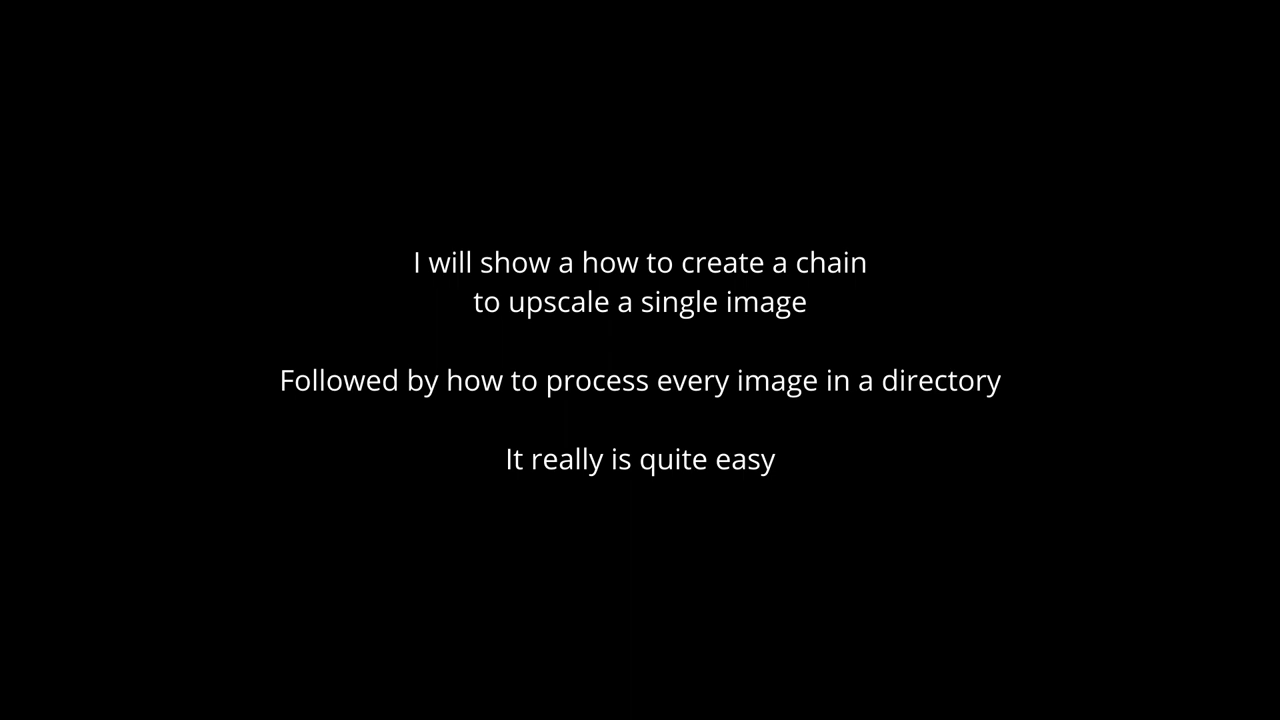 I will show a how to create a chain
to upscale a single image
Followed by how to process every image in a directory
It really is quite easy